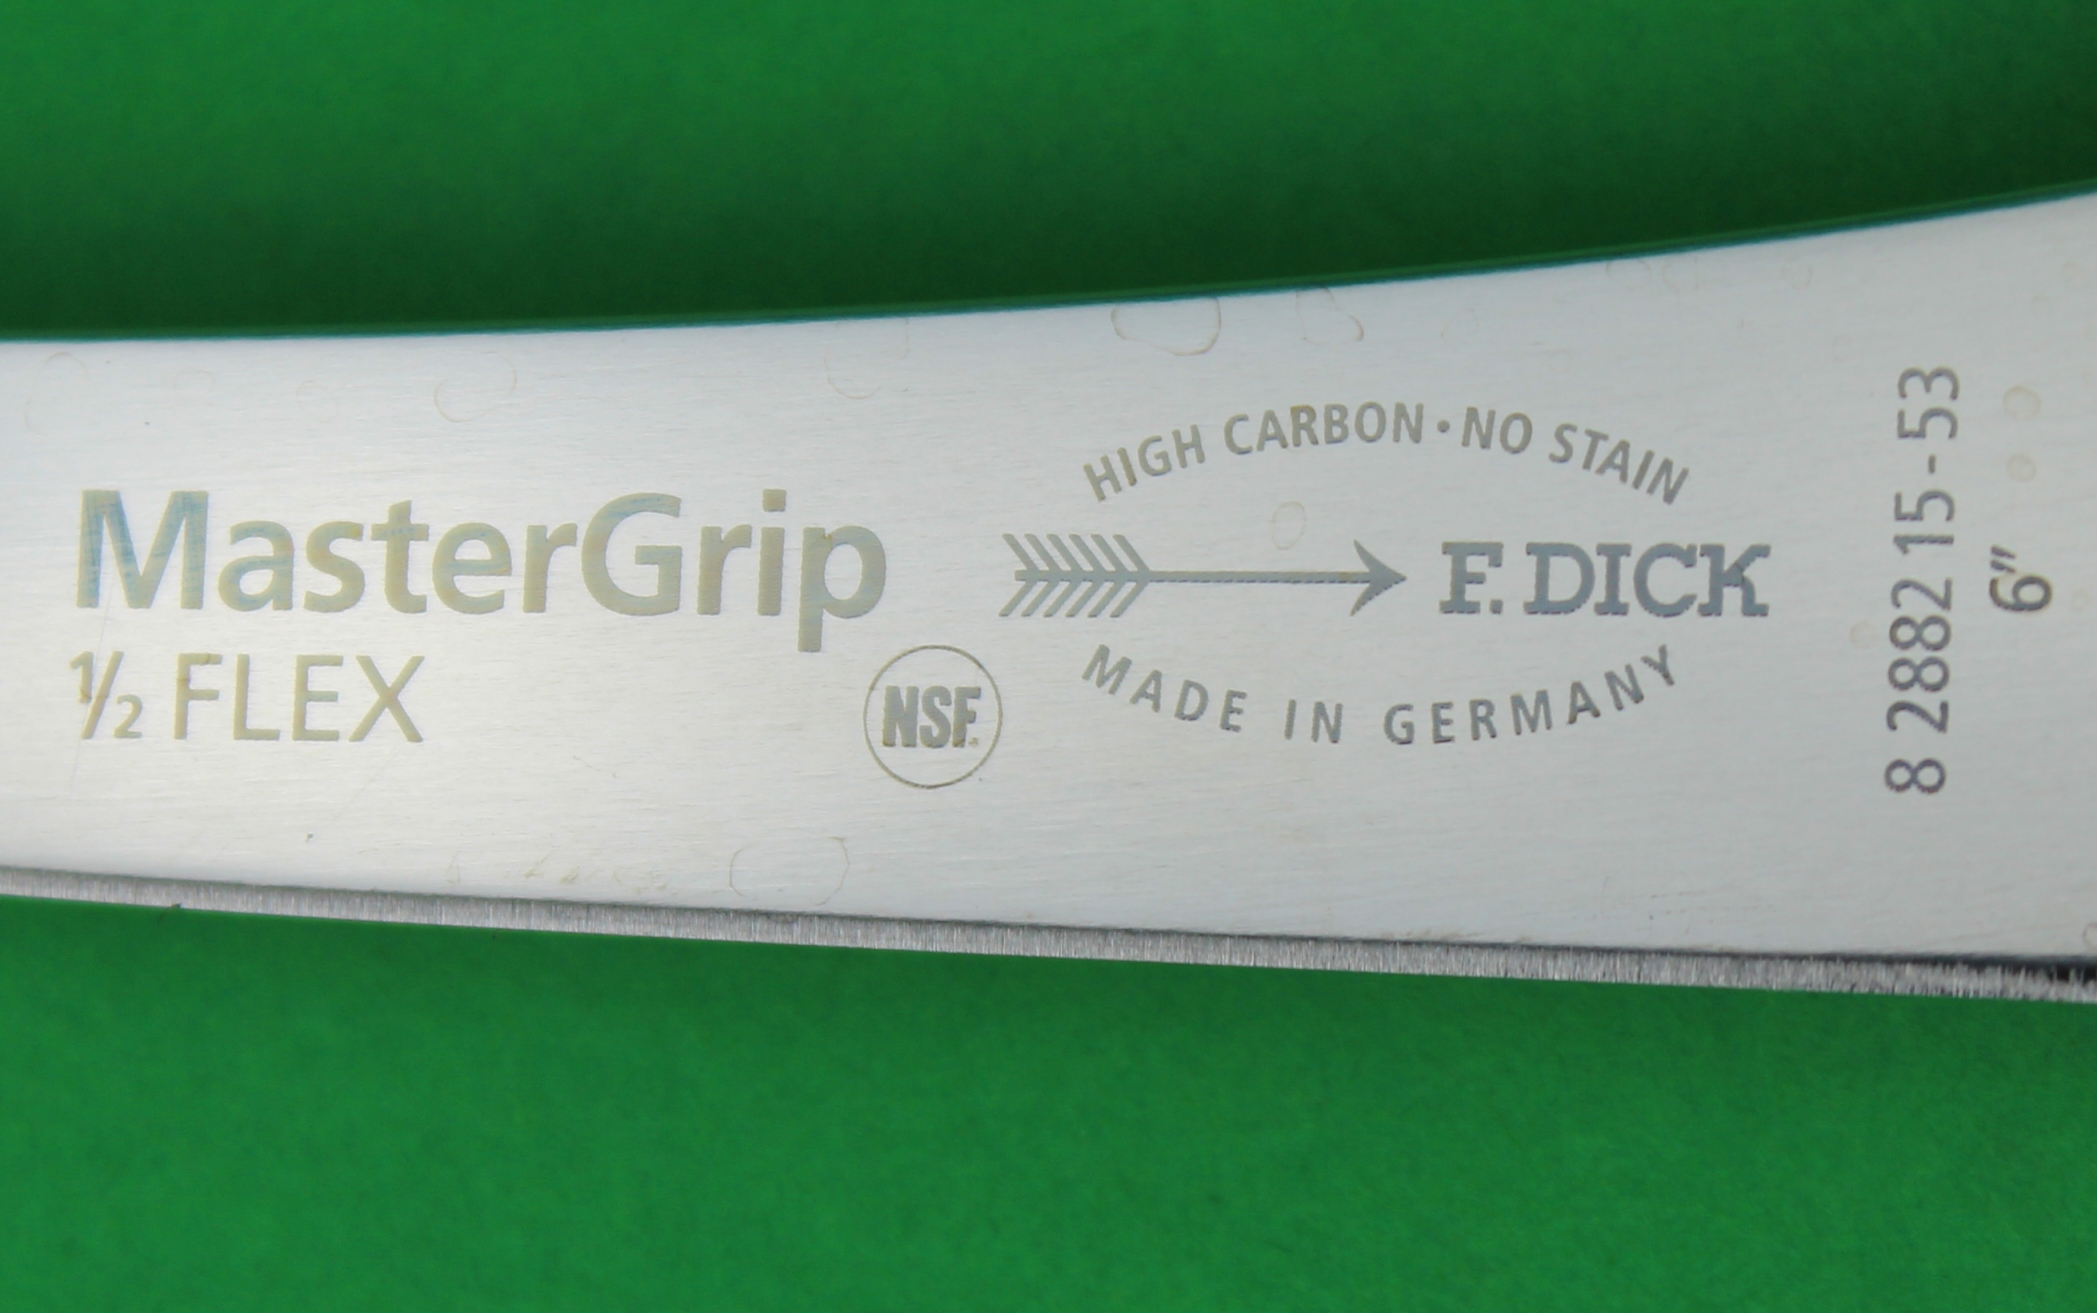 MasterGrip
½ FLEX
NSF.
HIGH CARBON • NO STAIN
F. DICK
MADE IN GERMANY
8 2882 15-53
6"